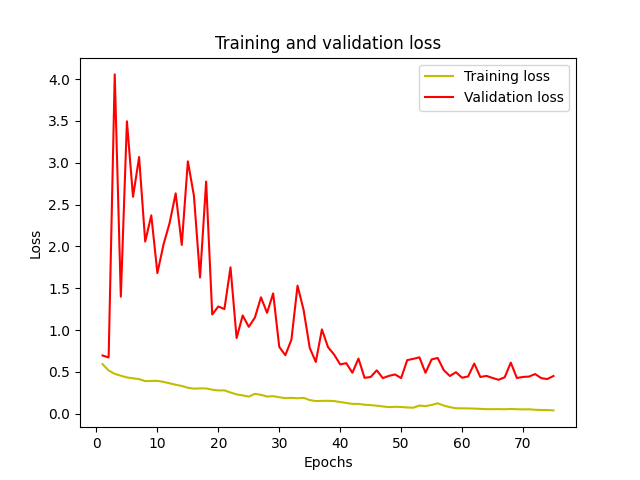 Training and validation loss
Training loss
Validation loss
4.0
3.5
3.0
2.5
2.0
1.5
1.0
0.5
0.0
Loss
0 10 20 30 40 50 60 70
Epochs